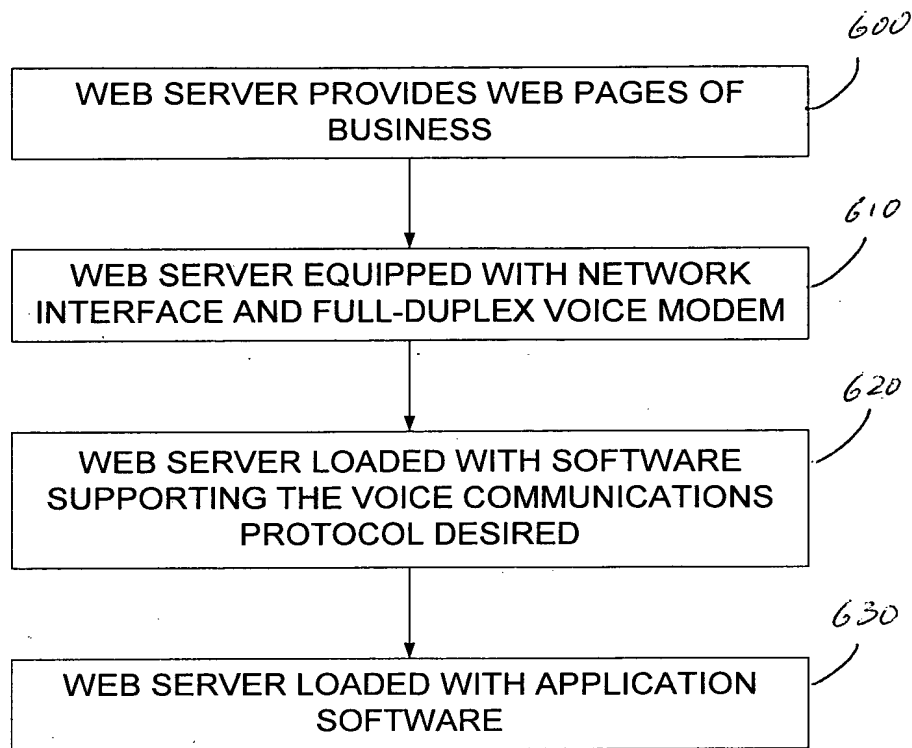 600
WEB SERVER PROVIDES WEB PAGES OF
BUSINESS
610
WEB SERVER EQUIPPED WITH NETWORK
INTERFACE AND FULL-DUPLEX VOICE MODEM
620
WEB SERVER LOADED WITH SOFTWARE
SUPPORTING THE VOICE COMMUNICATIONS
PROTOCOL DESIRED
630
WEB SERVER LOADED WITH APPLICATION
SOFTWARE